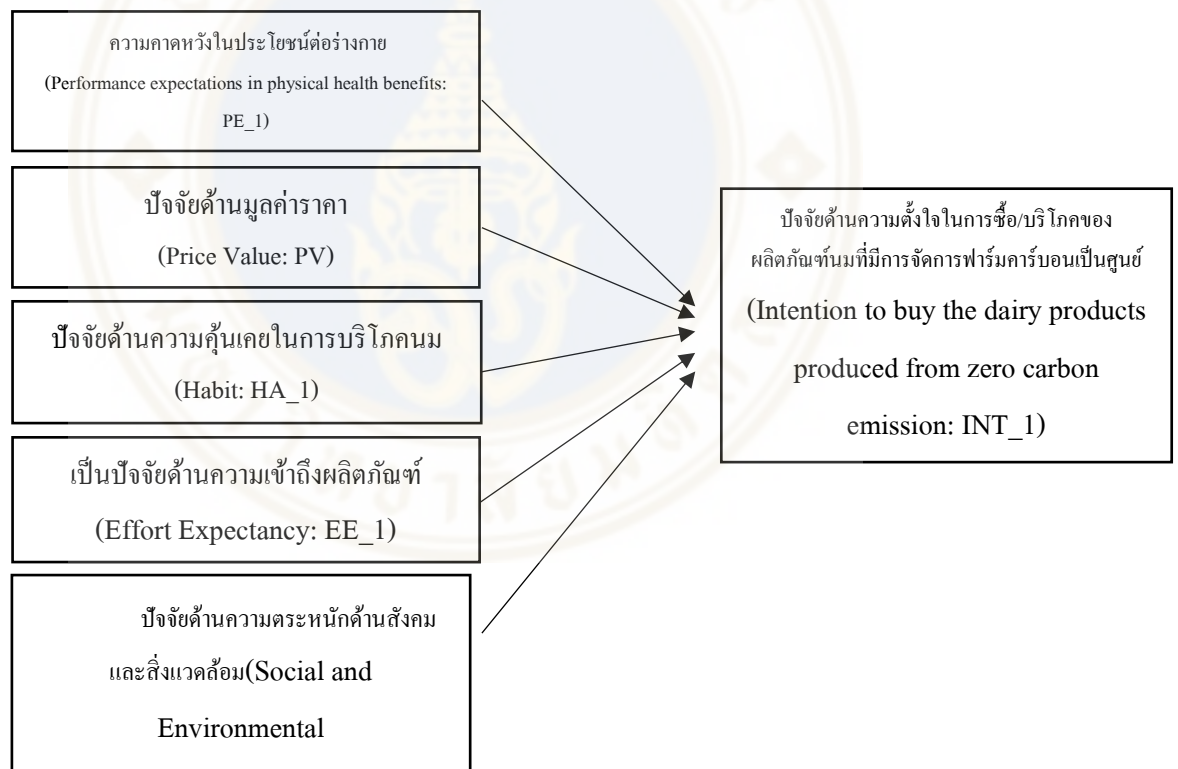 ความคาดหวังในประโยชน์ต่อร่างกาย
(Performance expectations in physical health benefits:
PE_1)
ปัจจัยด้านมูลค่าราคา
(Price Value: PV)
ปัจจัยด้านความคุ้นเคยในการบริโภคนม
(Habit: HA_1)
เป็นปัจจัยด้านความเข้าถึงผลิตภัณฑ์
(Effort Expectancy: EE_1)
ปัจจัยด้านความตระหนักด้านสังคม
และสิ่งแวดล้อม(Social and
Environmental
ปัจจัยด้านความตั้งใจในการซื้อ/บริโภคของ
ผลิตภัณฑ์นมที่มีการจัดการฟาร์มคาร์บอนเป็นศูนย์
(Intention to buy the dairy products
produced from zero carbon
emission: INT_1)